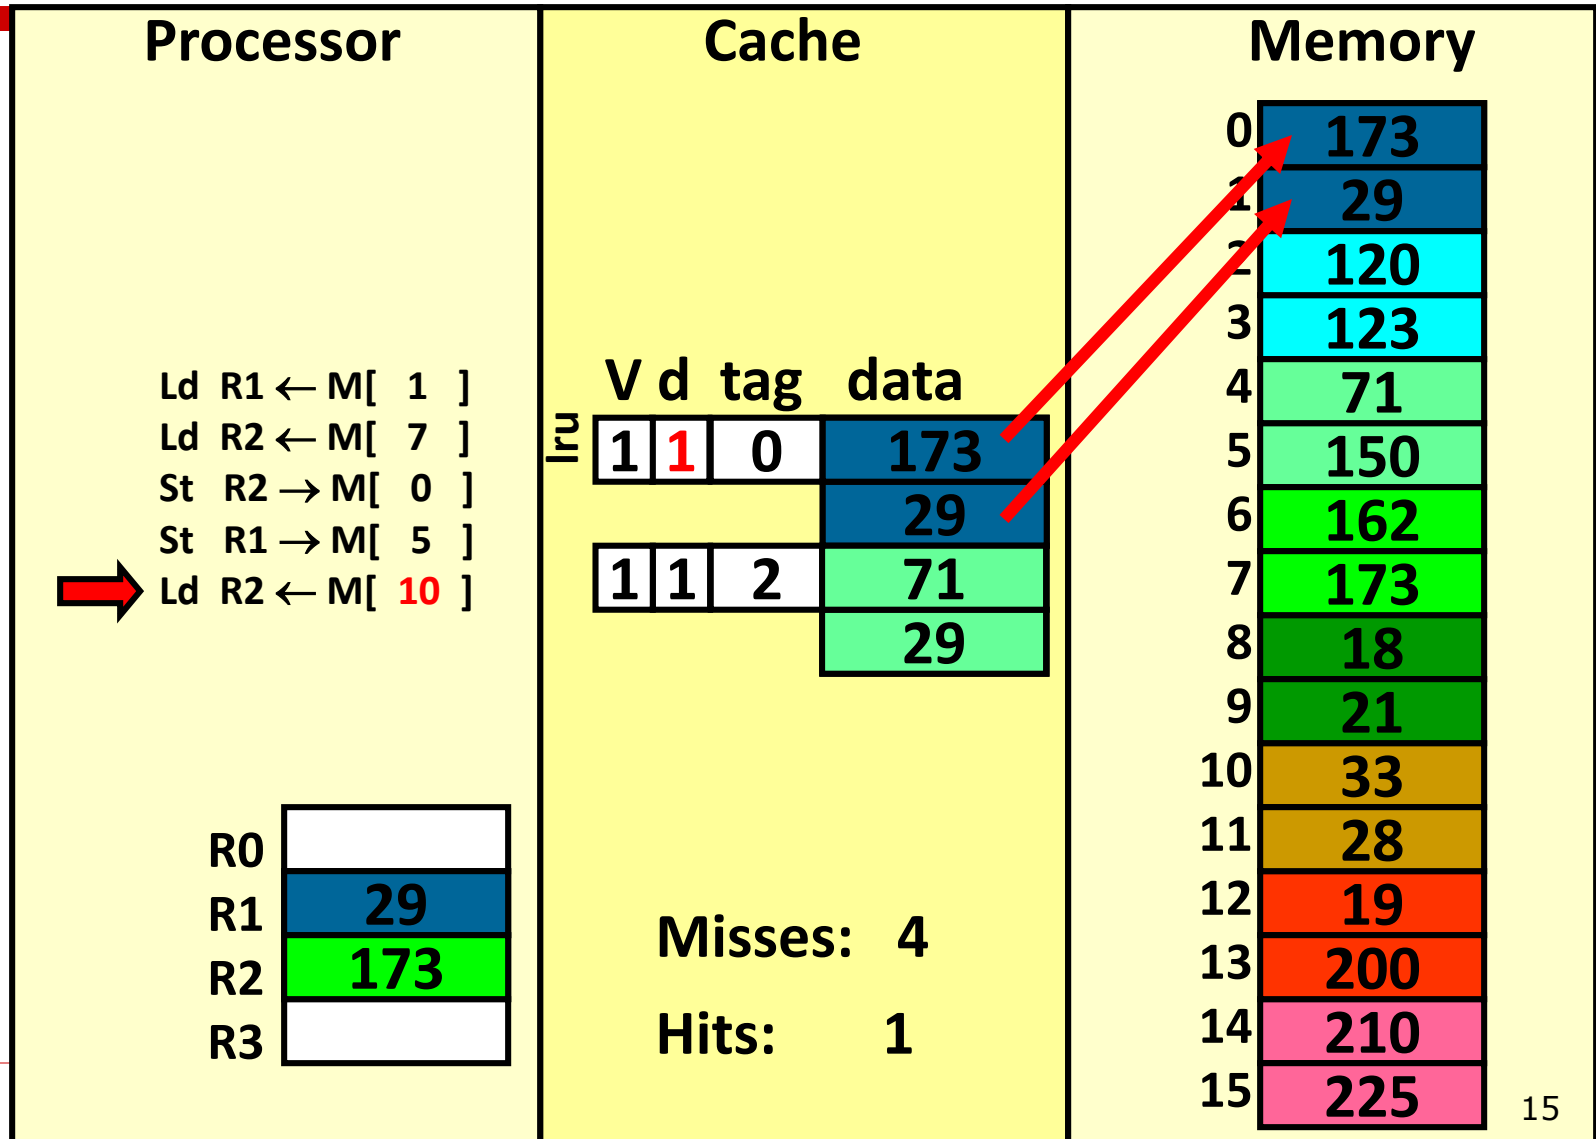 Processor
Ld R1 ← M[ 1 ]
Ld R2 ← M[ 7 ]
St R2 → M[ 0 ]
St R1 → M[ 5 ]
Ld R2 ← M[ 10 ]
R0
R1 29
R2 173
R3
Cache
V d tag data
lru 1 1 0 173
29
1 1 2 71
29
Misses: 4
Hits: 1
Memory
0 173
1 29
2 120
3 123
4 71
5 150
6 162
7 173
8 18
9 21
10 33
11 28
12 19
13 200
14 210
15 225
15